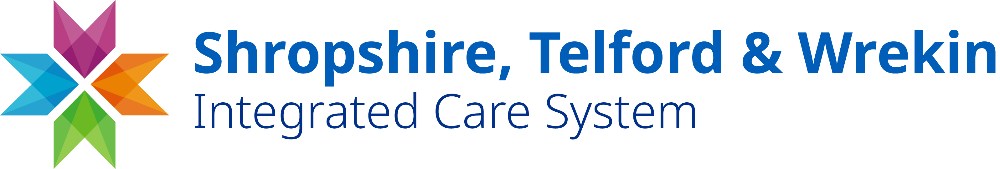 Shropshire, Telford & Wrekin
Integrated Care System